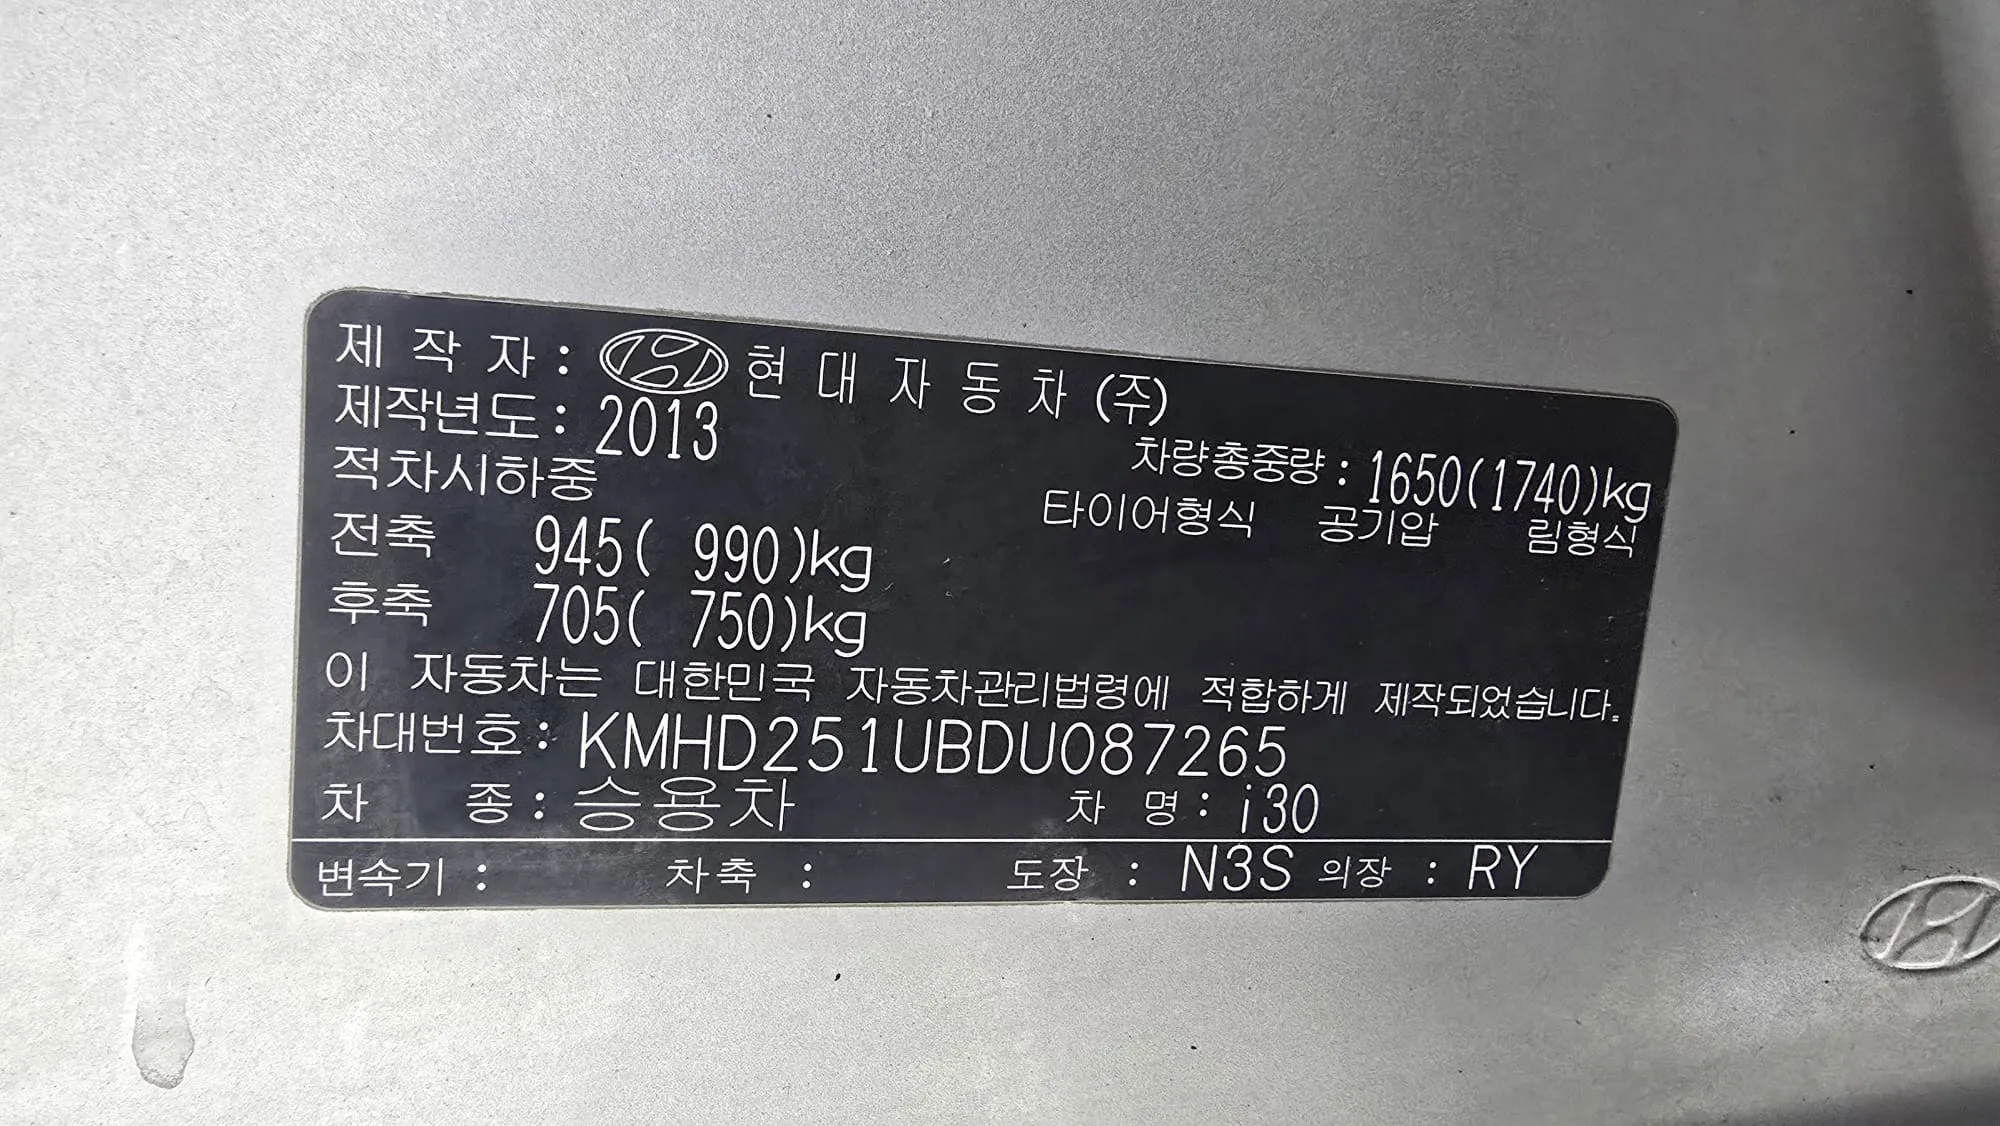 제 작 자 : 현 대 자 동 차 (주)
제작년도 : 2013
차량총중량 : 1650(1740)kg
적차시하중
타이어형식 공기압 림형식
전축 945( 990)kg
후축 705( 750)kg
이 자동차는 대한민국 자동차관리법령에 적합하게 제작되었습니다.
차대번호 : KMHD251UBDU087265
차 종 : 승용차 차 명 : i30
변속기 : 차축 : 도장 : N3S 의장 : RY